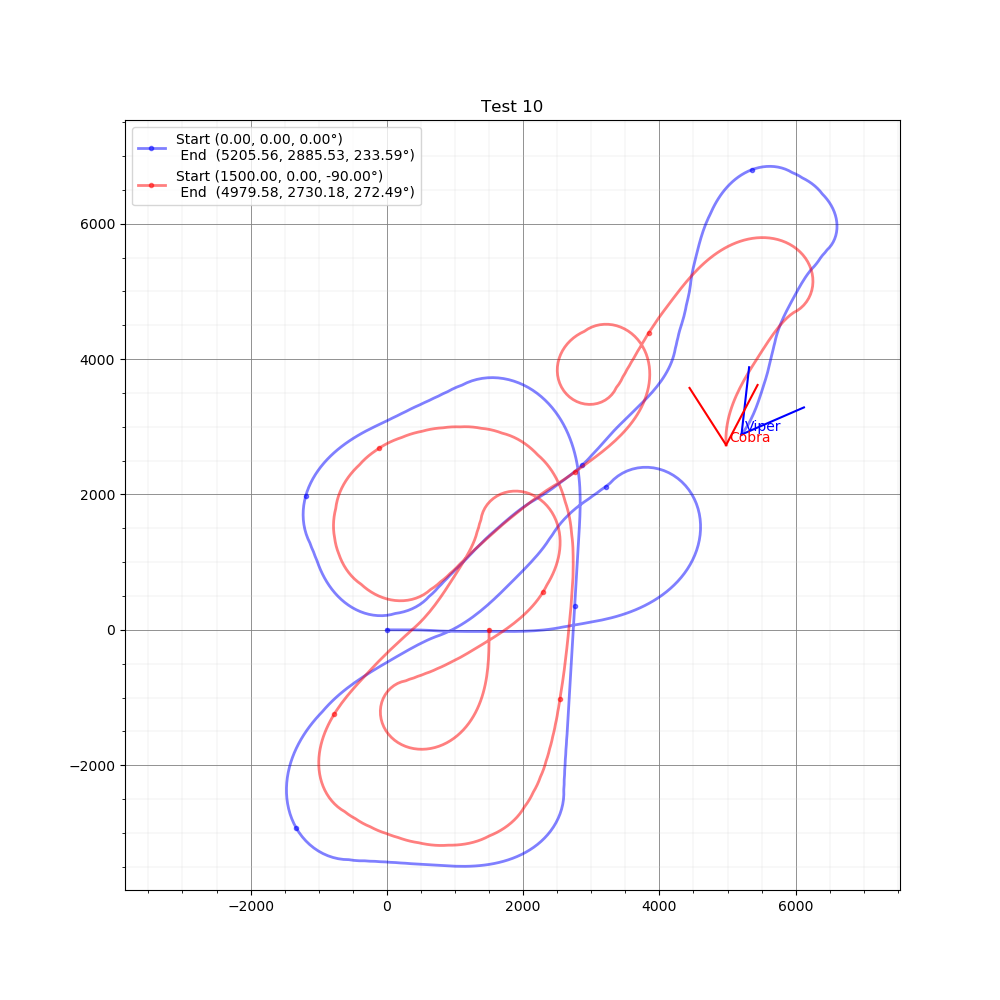 Test 10
Start (0.00, 0.00, 0.00°)
End  (5205.56, 2885.53, 233.59°)
Start (1500.00, 0.00, -90.00°)
End  (4979.58, 2730.18, 272.49°)
6000
4000
2000
0
−2000
−2000
0
2000
4000
6000
Viper
Cobra